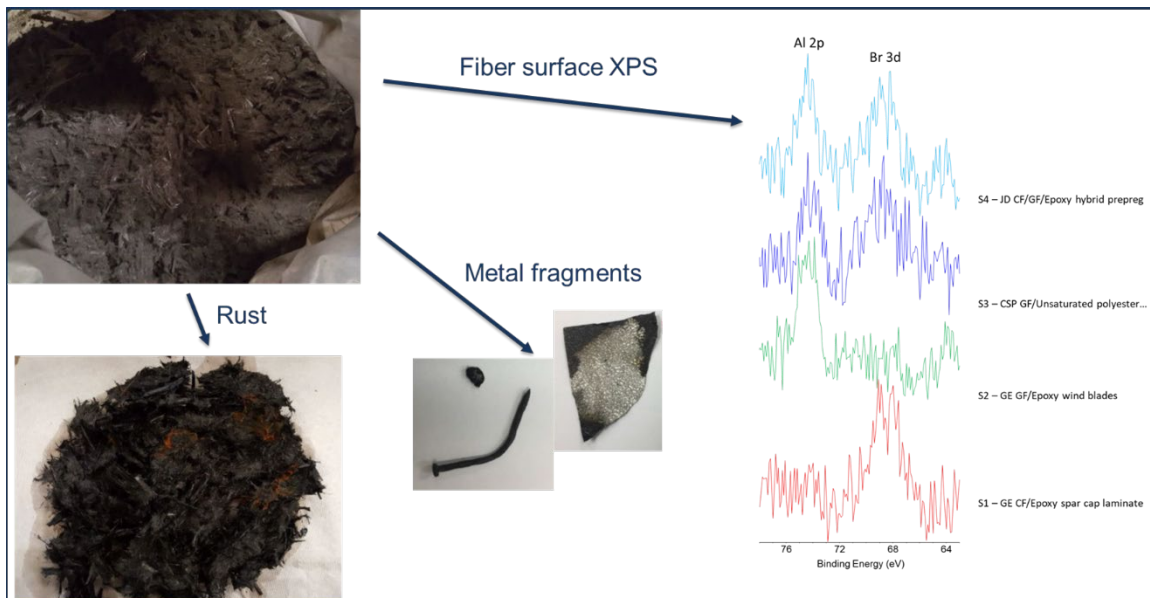 Fiber surface XPS
Metal fragments
Rust
Al 2p
Br 3d
S4 – JD CF/GF/Epoxy hybrid prepreg
S3 – CSP GF/Unsaturated polyester...
S2 – GE GF/Epoxy wind blades
S1 – GE CF/Epoxy spar cap laminate
76 72 68 64
Binding Energy (eV)